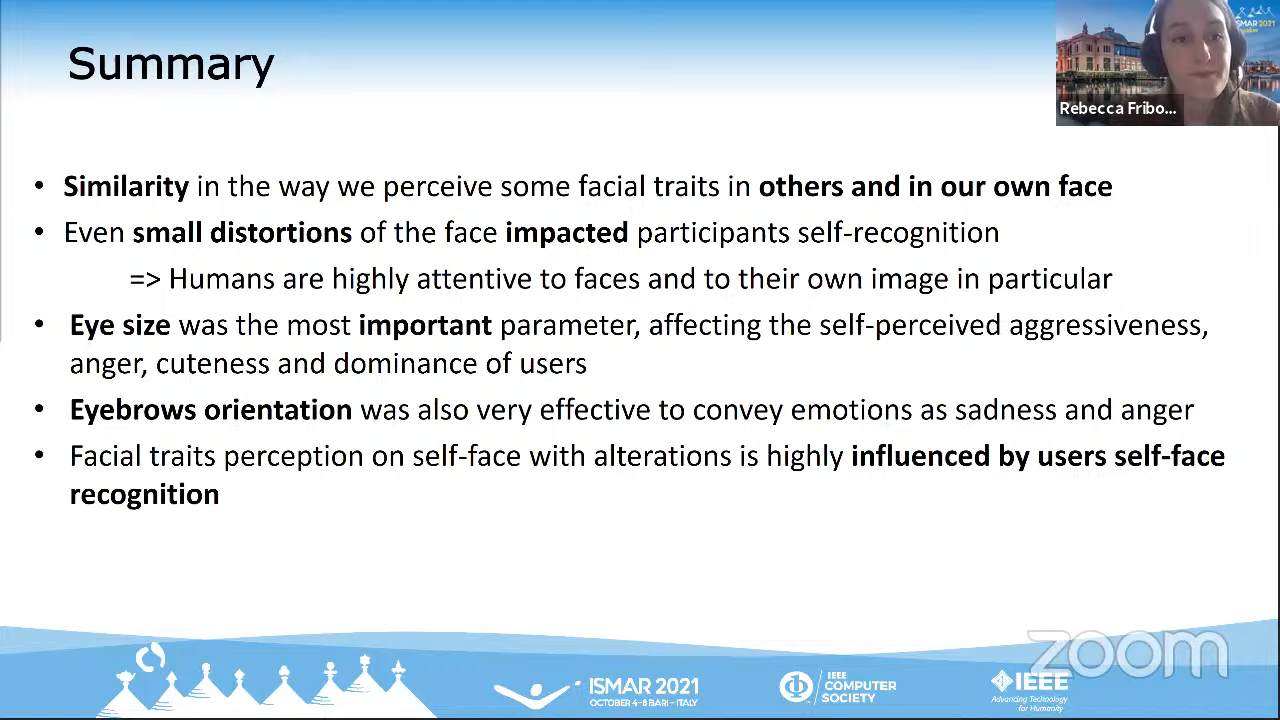 Summary
SMAR 2021
Rebecca Fribo...
• Similarity in the way we perceive some facial traits in others and in our own face
• Even small distortions of the face impacted participants self-recognition
=> Humans are highly attentive to faces and to their own image in particular
• Eye size was the most important parameter, affecting the self-perceived aggressiveness,
anger, cuteness and dominance of users
• Eyebrows orientation was also very effective to convey emotions as sadness and anger
• Facial traits perception on self-face with alterations is highly influenced by users self-face
recognition
zoom
ISMAR 2021
OCTOBER 4-8 BARI - ITALY
IEEE
COMPUTER
SOCIETY
IEEE
Advancing Technology
for Humanity